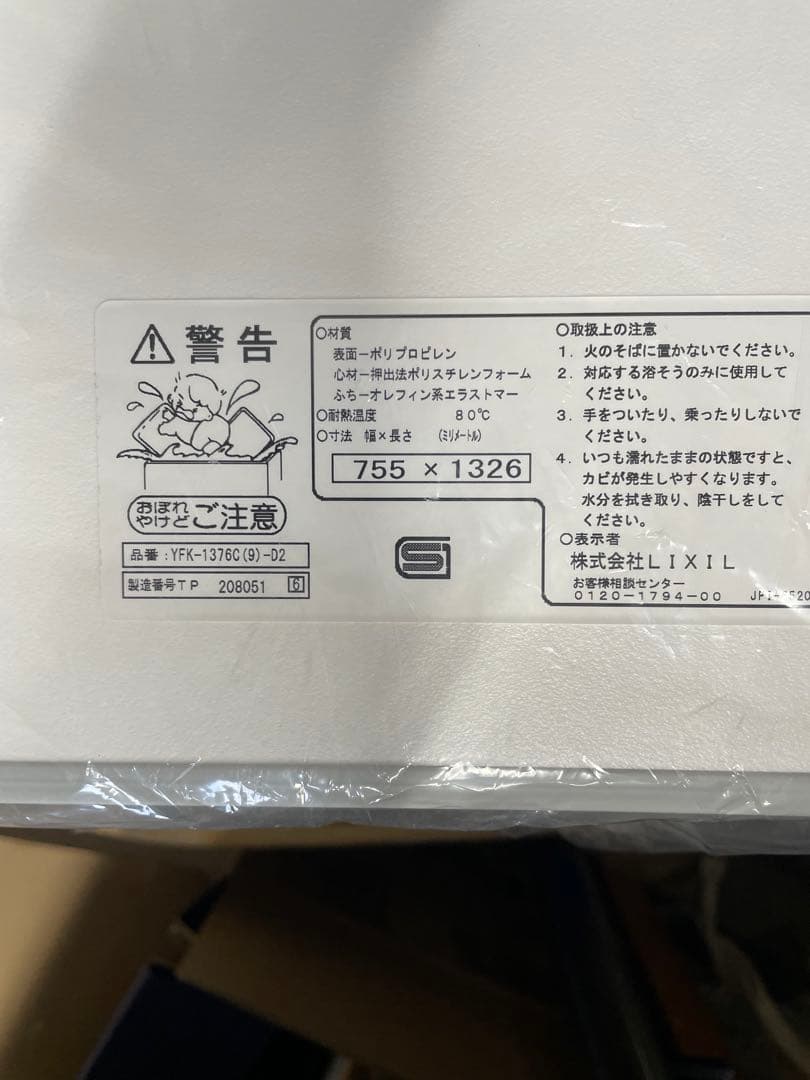 警告
おぼれ
やけど
ご注意
品番：YFK-1376C(9)-D2
製造番号TP 208051 6
○材質
表面－ポリプロピレン
心材－押出法ポリスチレンフォーム
ふち－オレフィン系エラストマー
○耐熱温度 80℃
○寸法 幅×長さ (ミリメートル)
755 × 1326
S
○取扱上の注意
1．火のそばに置かないでください。
2．対応する浴そうのみに使用して
ください。
3．手をついたり、乗ったりしないで
ください。
4．いつも濡れたままの状態ですと、
カビが発生しやすくなります。
水分を拭き取り、陰干しをして
ください。
○表示者
株式会社LIXIL
お客様相談センター
0120-1794-00